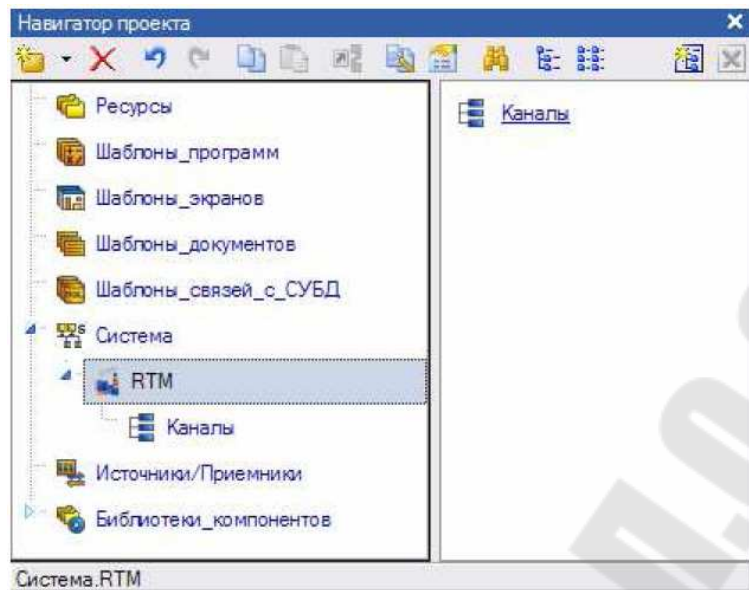 Навигатор проекта
Ресурсы
Шаблоны_программ
Шаблоны_экранов
Шаблоны_документов
Шаблоны_связей_с_СУБД
Система
RTM
Каналы
Источники/Приемники
Библиотеки_компонентов
Каналы
Система.RTM